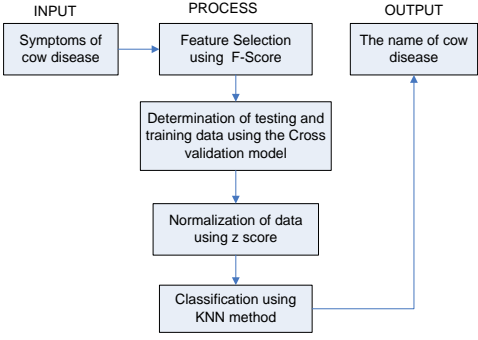 INPUT
PROCESS
OUTPUT
Symptoms of
cow disease
Feature Selection
using F-Score
The name of cow
disease
Determination of testing and
training data using the Cross
validation model
Normalization of data
using z score
Classification using
KNN method